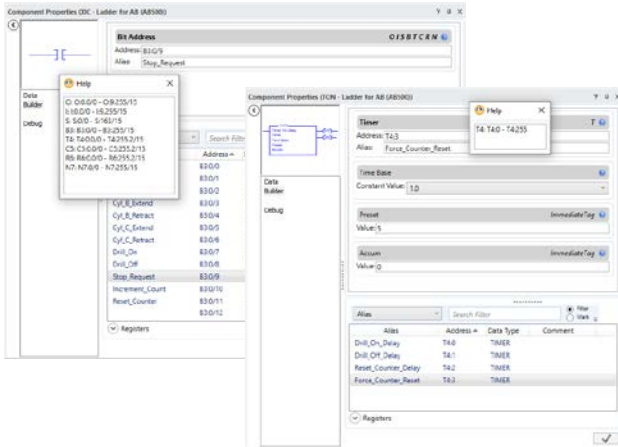 Component Properties (XIC - Ladder for AB (AB500))
Bit Address
O I S B T C R N
Address: B3:0/9
Alias Stop_Request
Data
Builder
Debug
Help
O: O:0.0/0 - O:9.255/15
I: I:0.0/0 - I:9.255/15
S: S:0/0 - S:163/15
B3: B3:0/0 - B3:255/15
T4: T4:0.0/0 - T4:255.2/15
C5: C5:0.0/0 - C5:255.2/15
R6: R6:0.0/0 - R6:255.2/15
N7: N7:0/0 - N7:255/15
Search Filter
Address
B3:0/0
B3:0/1
B3:0/2
Cyl_B_Extend B3:0/3
Cyl_B_Retract B3:0/4
Cyl_C_Extend B3:0/5
Cyl_C_Retract B3:0/6
Drill_On B3:0/7
Drill_Off B3:0/8
Stop_Request B3:0/9
Increment_Count B3:0/10
Reset_Counter B3:0/11
B3:0/12
Registers
Component Properties (TON - Ladder for AB (AB500))
Data
Builder
Debug
Timer
T
Address: T4:3
Alias: Force_Counter_Reset
Help
T4: T4:0 - T4:255
Time Base
Constant Value: 1.0
Preset
ImmediateTag
Value: 5
Accum
ImmediateTag
Value: 0
Alias
Search Filter
Filter
Mark
Alias Address Data Type Comment
Drill_On_Delay T4:0 TIMER
Drill_Off_Delay T4:1 TIMER
Reset_Counter_Delay T4:2 TIMER
Force_Counter_Reset T4:3 TIMER
Registers